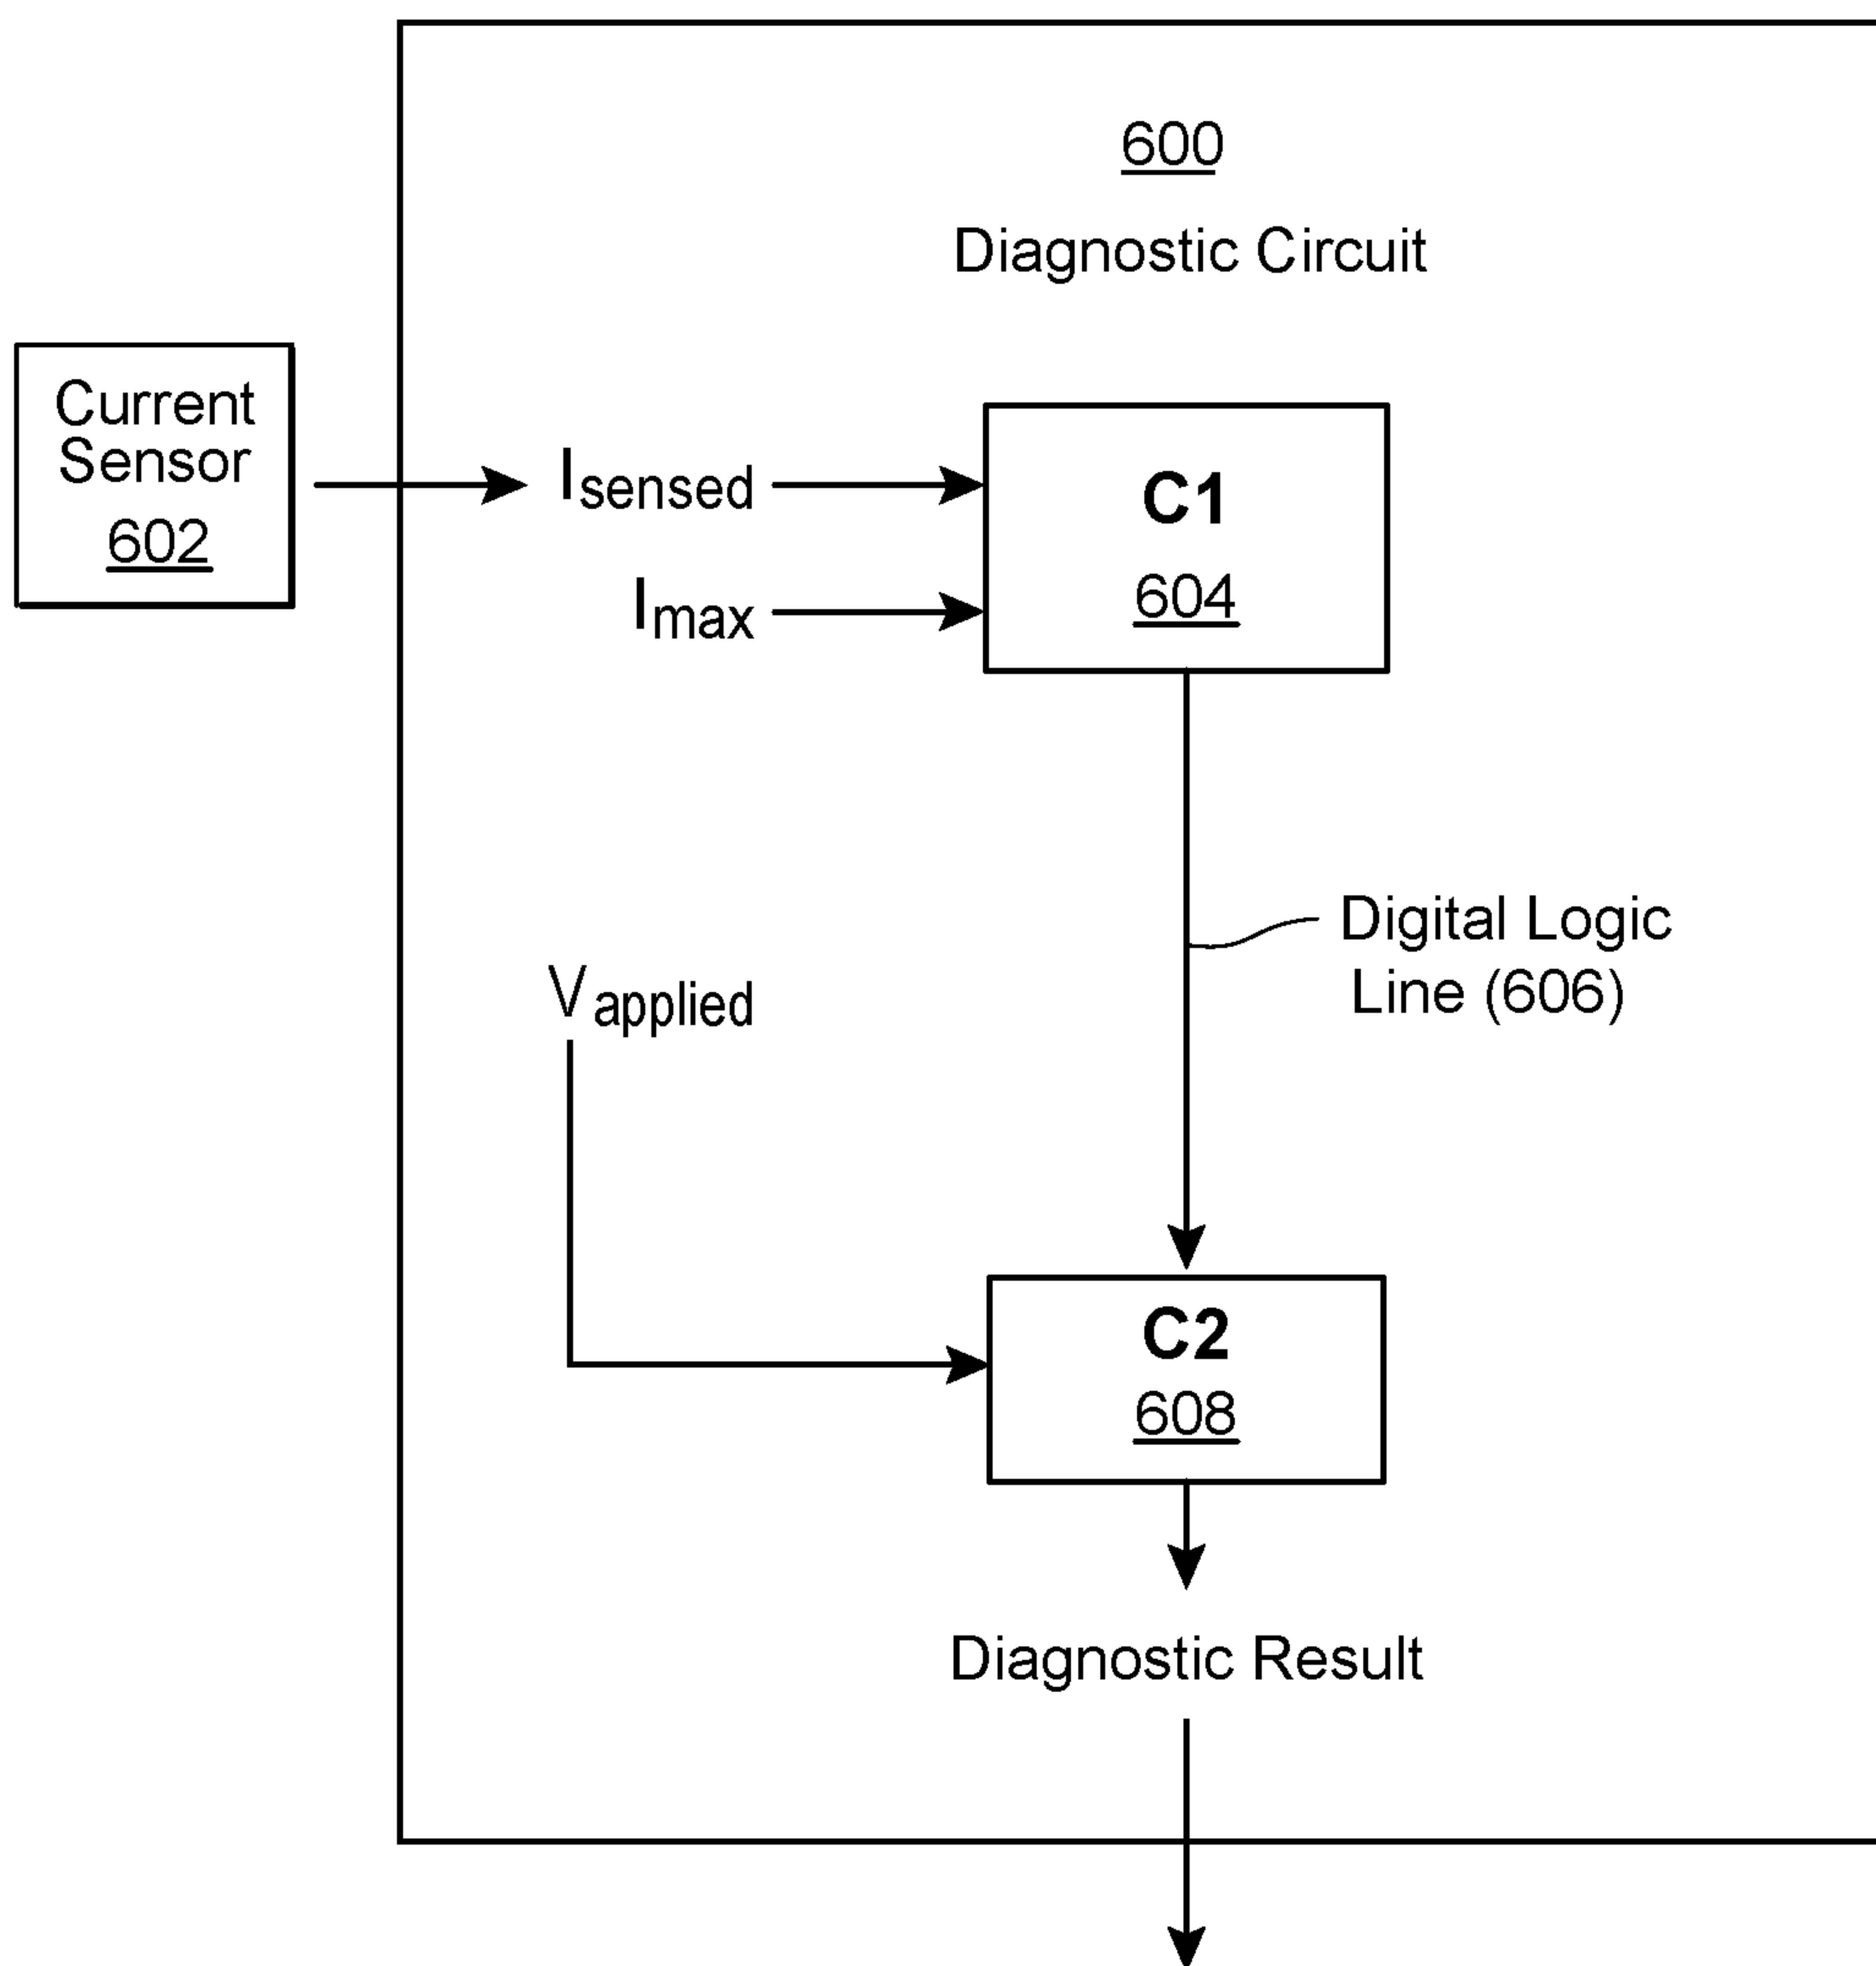 600
Diagnostic Circuit
Current
Sensor
602
Isensed
Imax
C1
604
Digital Logic
Line (606)
Vapplied
C2
608
Diagnostic Result